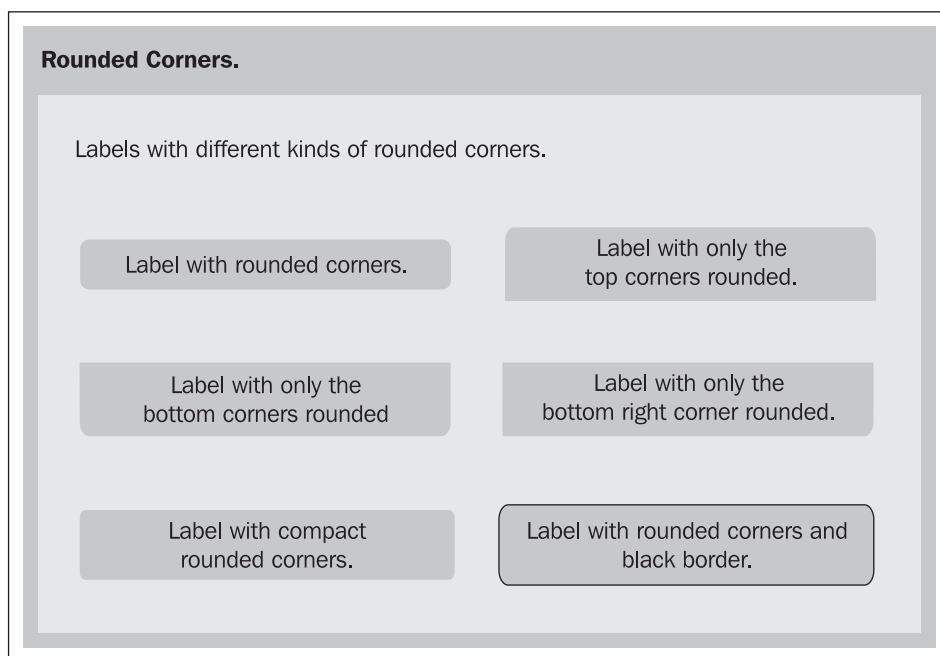 Rounded Corners.
Labels with different kinds of rounded corners.
Label with rounded corners.
Label with only the
top corners rounded.
Label with only the
bottom corners rounded
Label with only the
bottom right corner rounded.
Label with compact
rounded corners.
Label with rounded corners and
black border.